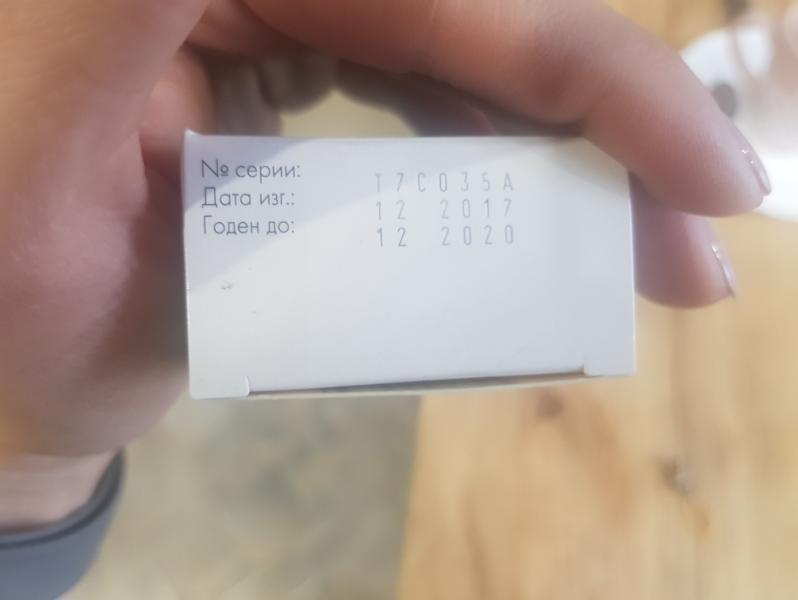 № серии: T7C035A
Дата изг.: 12 2017
Годен до: 12 2020